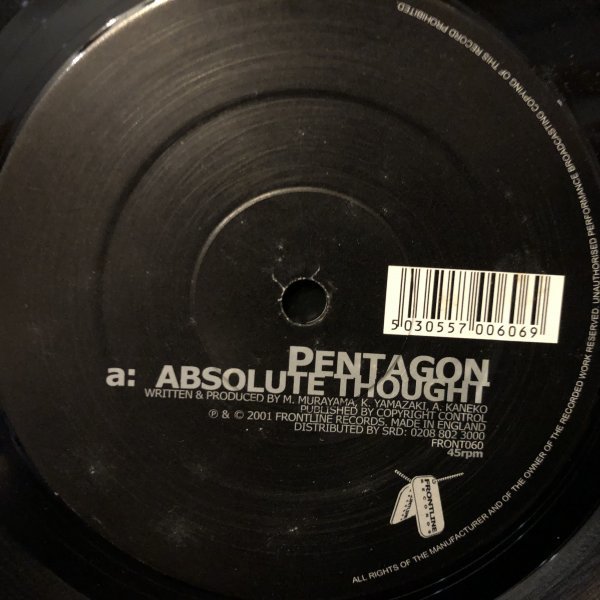 ALL RIGHTS OF THE MANUFACTURER AND OF THE OWNER OF THE RECORDED WORK RESERVED. UNAUTHORISED PERFORMANCE BROADCASTING COPYING OF THIS RECORD PROHIBITED
5 030557 006069
PENTAGON
a: ABSOLUTE THOUGHT
WRITTEN & PRODUCED BY M. MURAYAMA, K. YAMAZAKI, A. KANEKO
PUBLISHED BY COPYRIGHT CONTROL
℗ & © 2001 FRONTLINE RECORDS, MADE IN ENGLAND
DISTRIBUTED BY SRD: 0208 802 3000
FRONT060
45rpm
FRONTLINE
RECORDS